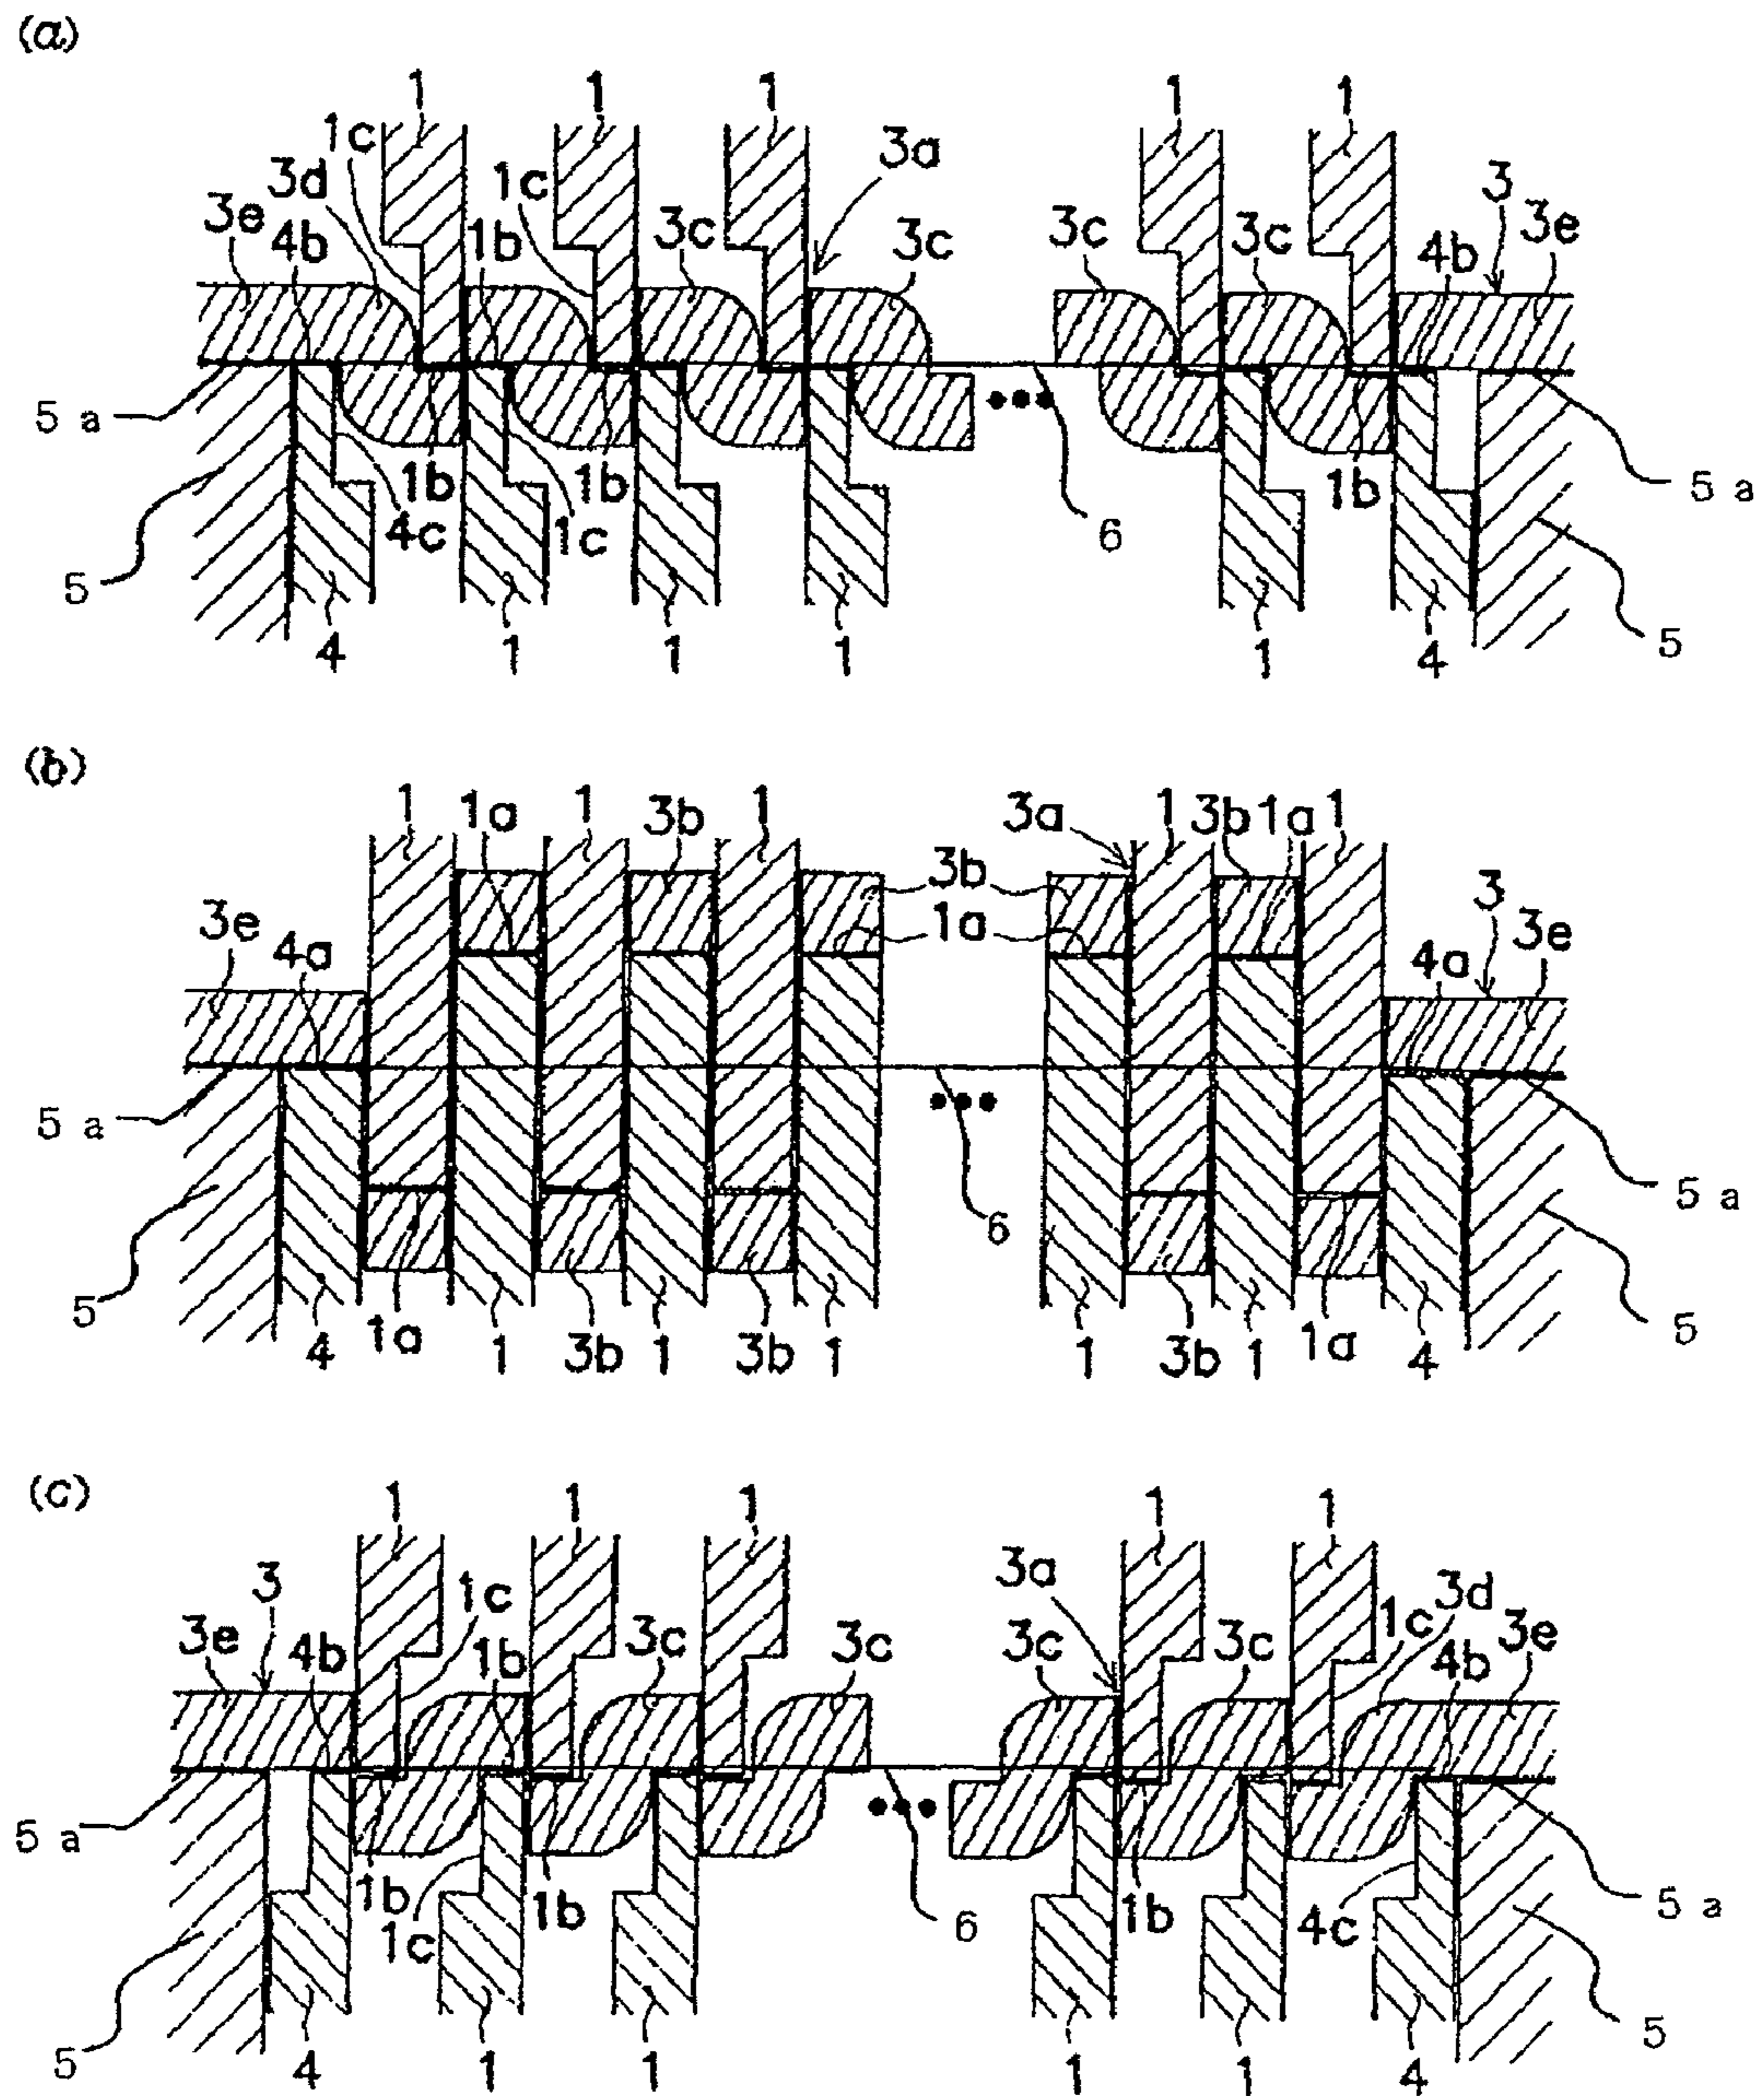 (a)
1 1 1 1 1
1c 3a
3d 1c 3
3e 4b 1b 3c 3c 3c 3c 4b 3e
5 a
1b 1b 1b 5 a
4c 1c 6
5 5
4 1 1 1 1 4
(b)
1 1a 1 3b 1 3a 1 3b 1a 1
3b
3e 4a 1a 4a 3 3e
5 a 5 a
6
5 5
4 1a 1 3b 1 3b 1 1 3b 1 1a 4
(c)
1 1 1 1 1
3 1c 3a 3d
3e 4b 1b 3c 3c 3c 3c 1c 4b 3e
5 a
1b 1b 1b 5 a
1c 6 4c
5 5
4 1 1 1 1 4